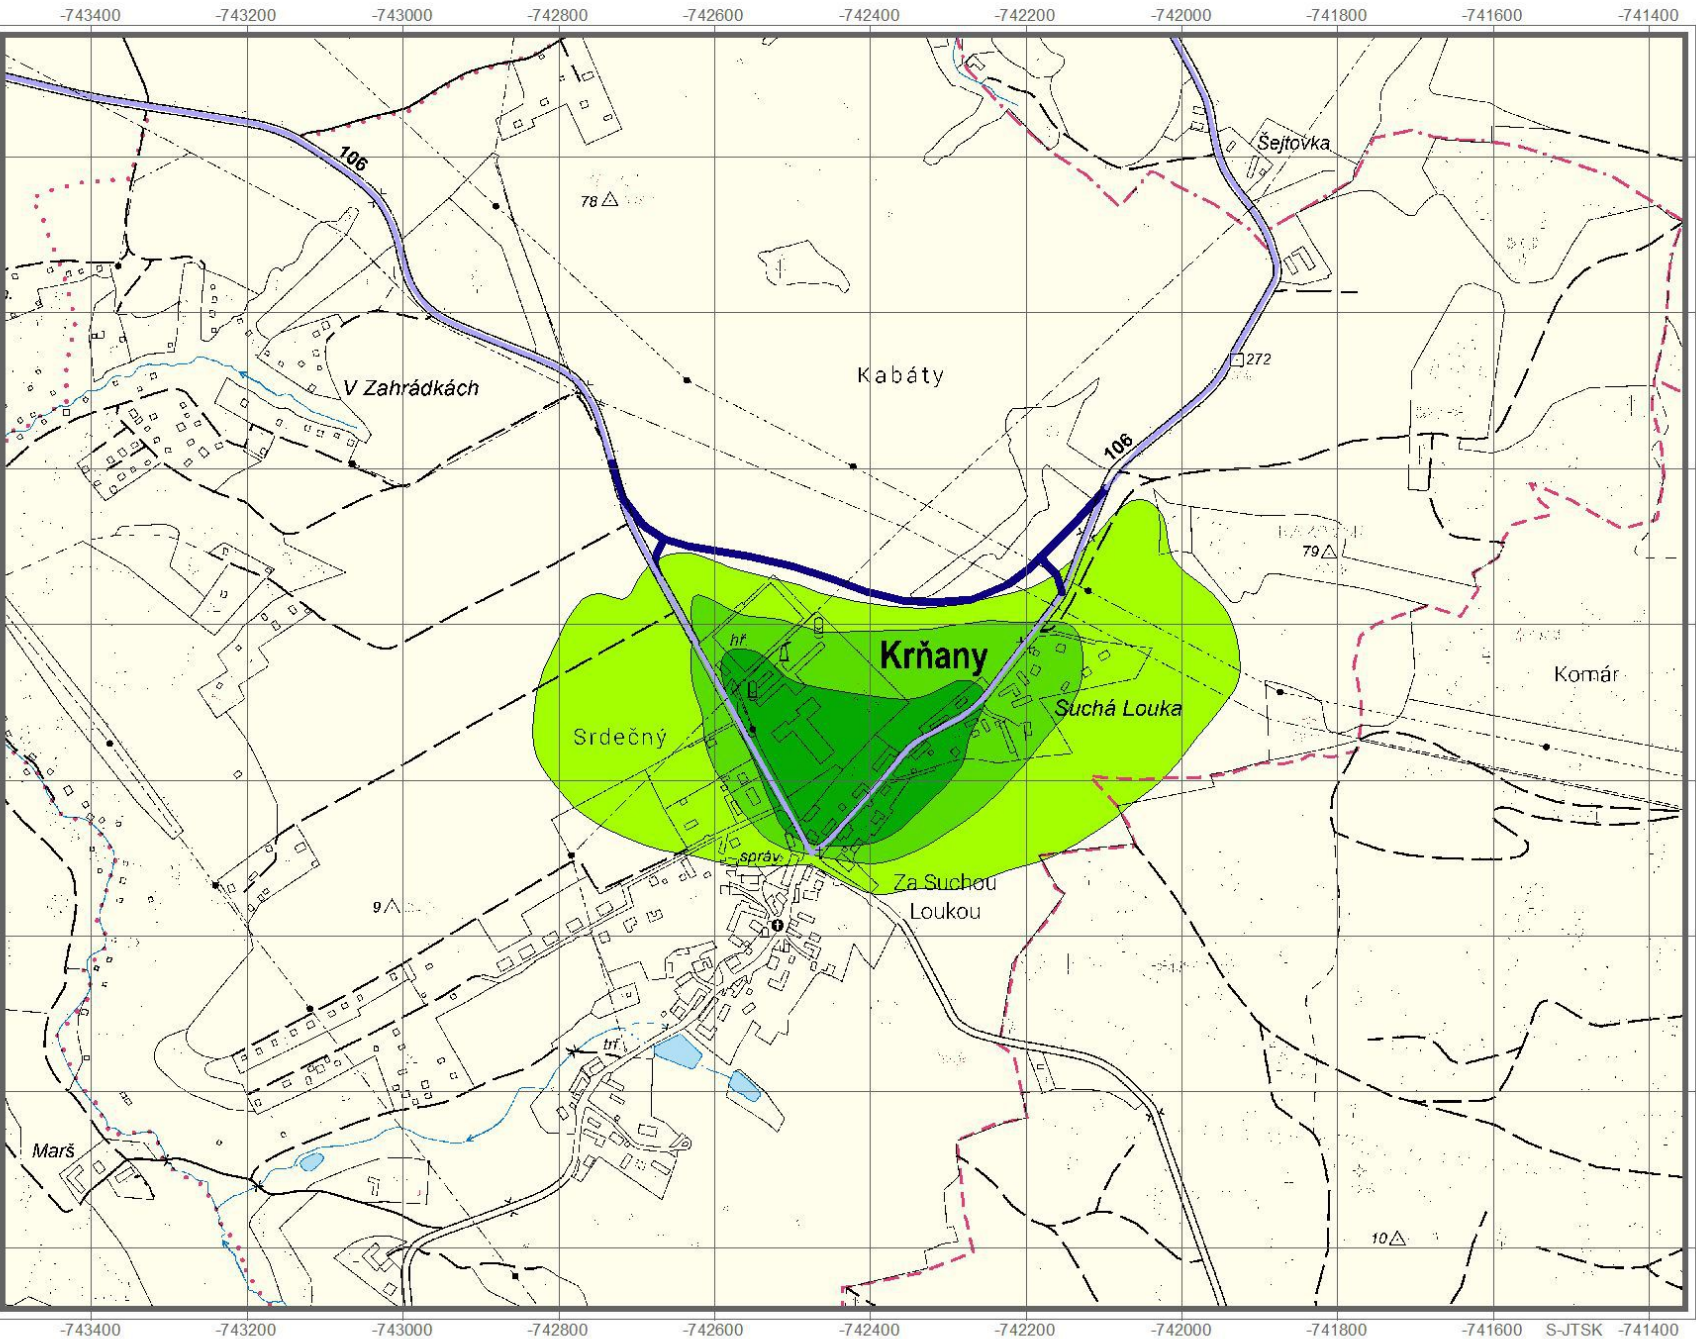 -743400 -743200 -743000 -742800 -742600 -742400 -742200 -742000 -741800 -741600 -741400
106
Šejtovka
78
272
Kabáty
V Zahrádkách
106
79
hř.
Krňany
Komár
Suchá Louka
Srdečný
správ.
Za Suchou
Loukou
9
trf.
Marš
10
-743400 -743200 -743000 -742800 -742600 -742400 -742200 -742000 -741800 -741600 S-JTSK -741400